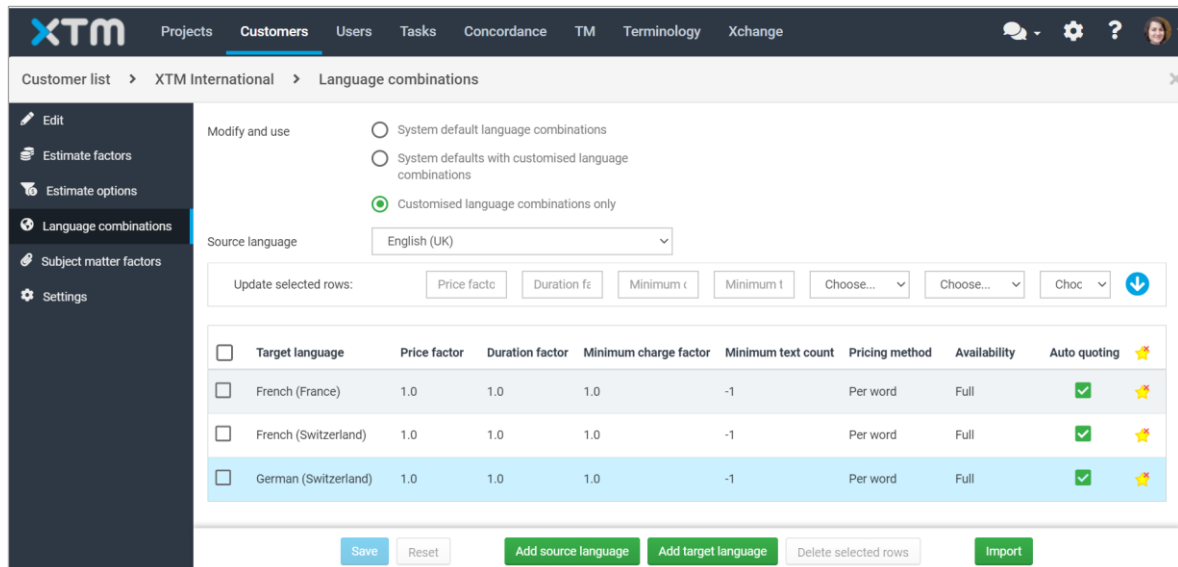 XTM Projects Customers Users Tasks Concordance TM Terminology Xchange ?
Customer list > XTM International > Language combinations
Edit
Estimate factors
Estimate options
Language combinations
Subject matter factors
Settings
Modify and use
System default language combinations
System defaults with customised language
combinations
Customised language combinations only
Source language English (UK)
Update selected rows: Price facto Duration fa Minimum c Minimum t Choose... Choose... Choc
Target language Price factor Duration factor Minimum charge factor Minimum text count Pricing method Availability Auto quoting
French (France) 1.0 1.0 1.0 -1 Per word Full
French (Switzerland) 1.0 1.0 1.0 -1 Per word Full
German (Switzerland) 1.0 1.0 1.0 -1 Per word Full
Save Reset Add source language Add target language Delete selected rows Import